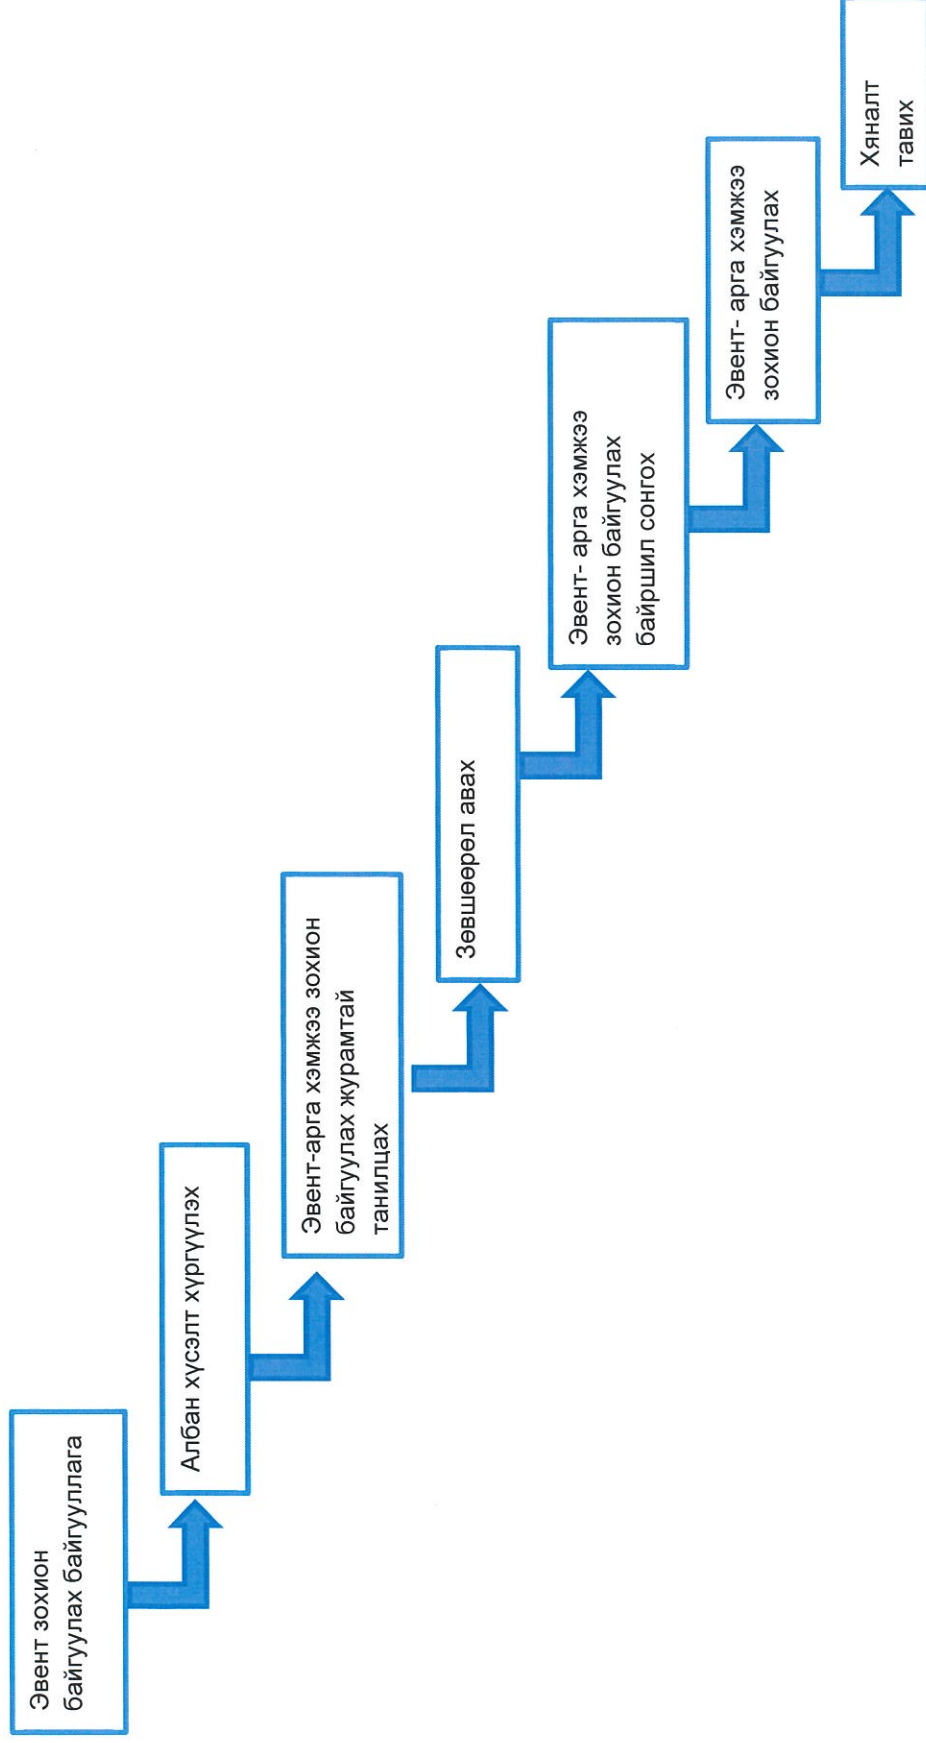 Эвент зохион
байгуулах байгууллага
Албан хүсэлт хүргүүлэх
Эвент-арга хэмжээ зохион
байгуулах журамтай
танилцах
Зөвшөөрөл авах
Эвент- арга хэмжээ
зохион байгуулах
байршил сонгох
Эвент- арга хэмжээ
зохион байгуулах
Хяналт
тавих